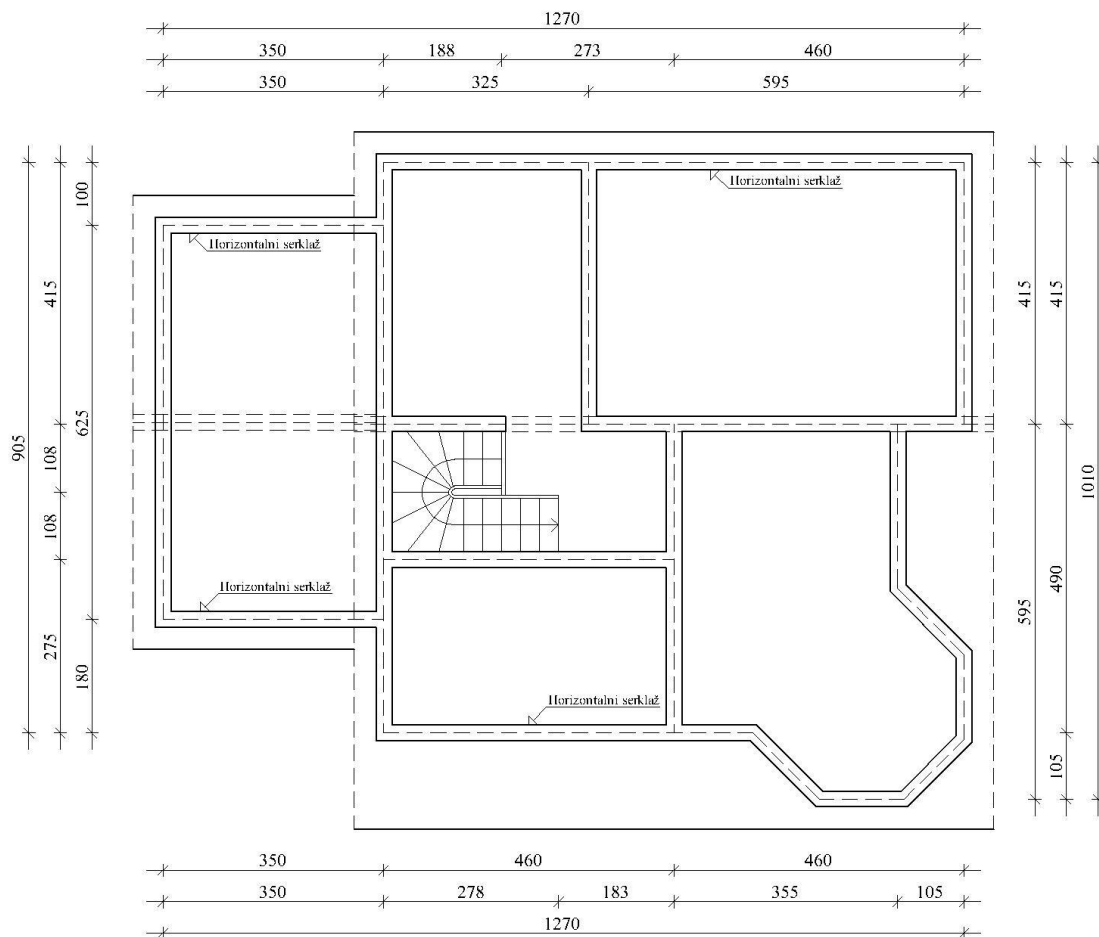 1270
350 188 273 460
350 325 595
100
Horizontalni serklaž
Horizontalni serklaž
415
415
415
625
905
108
1010
108
Horizontalni serklaž
490
595
275
180
Horizontalni serklaž
105
350 460 460
350 278 183 355 105
1270